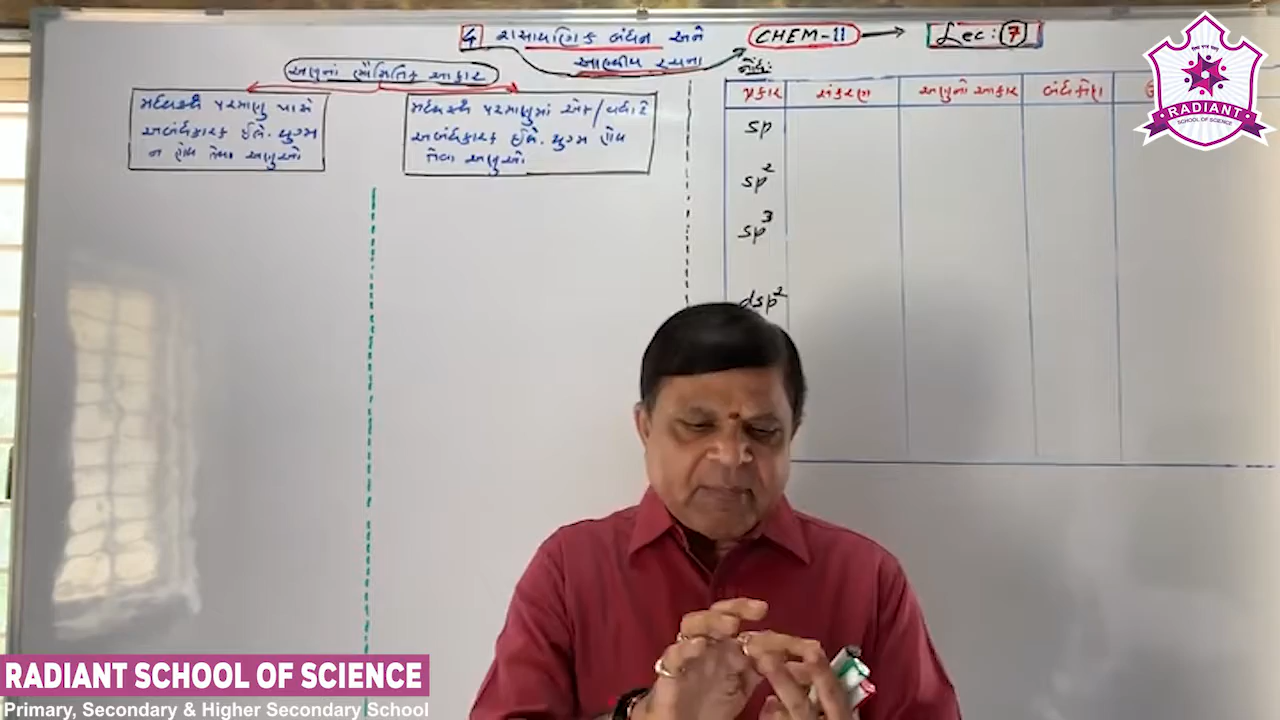 4 રાસાયણિક બંધન અને
આણ્વીય રચના
CHEM-11
Lec: 7
અણુનાં ભૌમિતિક આકાર
મધ્યસ્થ પરમાણુ પાસે
અબંધકારક ઈલે. યુગ્મ
ન હોય તેવા અણુઓ
મધ્યસ્થ પરમાણુમાં એક/વધારે
અબંધકારક ઈલે. યુગ્મ હોય
તેવા અણુઓ
નોંધ:
પ્રકાર સંકરણ અણુનો આકાર બંધકોણ
sp
sp²
sp³
dsp²
RADIANT
SCHOOL OF SCIENCE
RADIANT SCHOOL OF SCIENCE
Primary, Secondary & Higher Secondary School